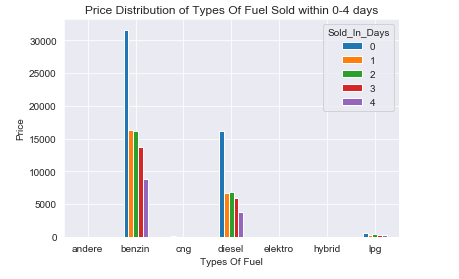 Price Distribution of Types Of Fuel Sold within 0-4 days
Sold_In_Days
0
1
2
3
4
30000
25000
20000
15000
10000
5000
0
Price
andere benzin cng diesel elektro hybrid lpg
Types Of Fuel